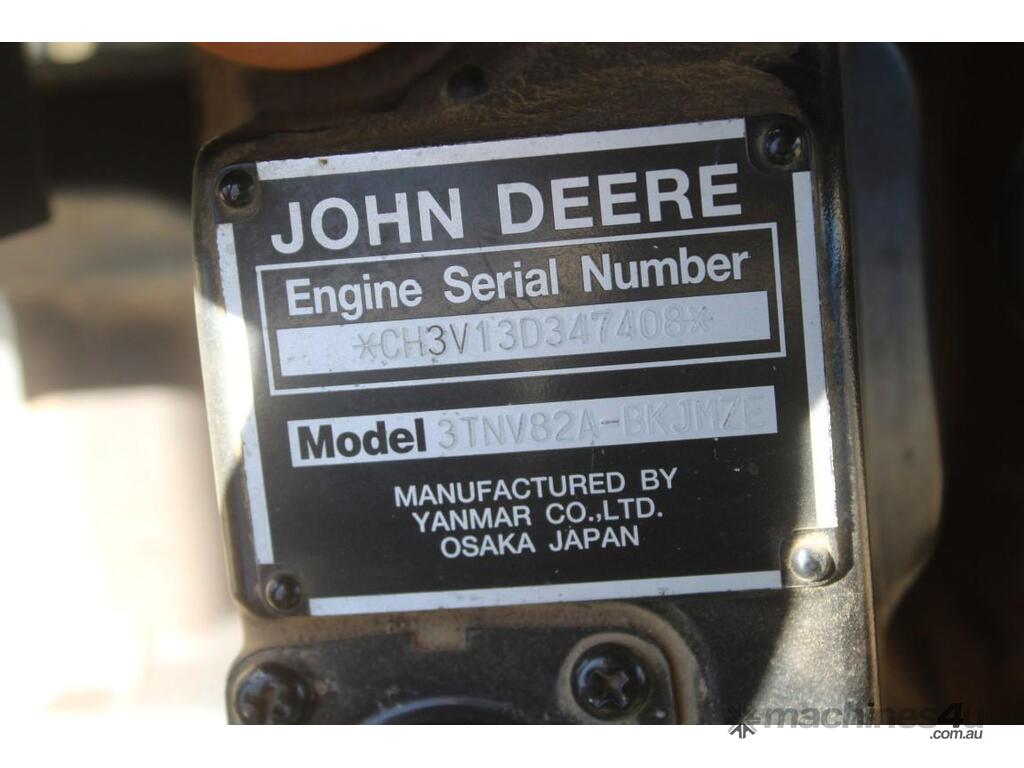 JOHN DEERE
Engine Serial Number
*CH3V13D347408*
Model 3TNV82A-BKJMZE
MANUFACTURED BY
YANMAR CO.,LTD.
OSAKA JAPAN
machines4u
.com.au